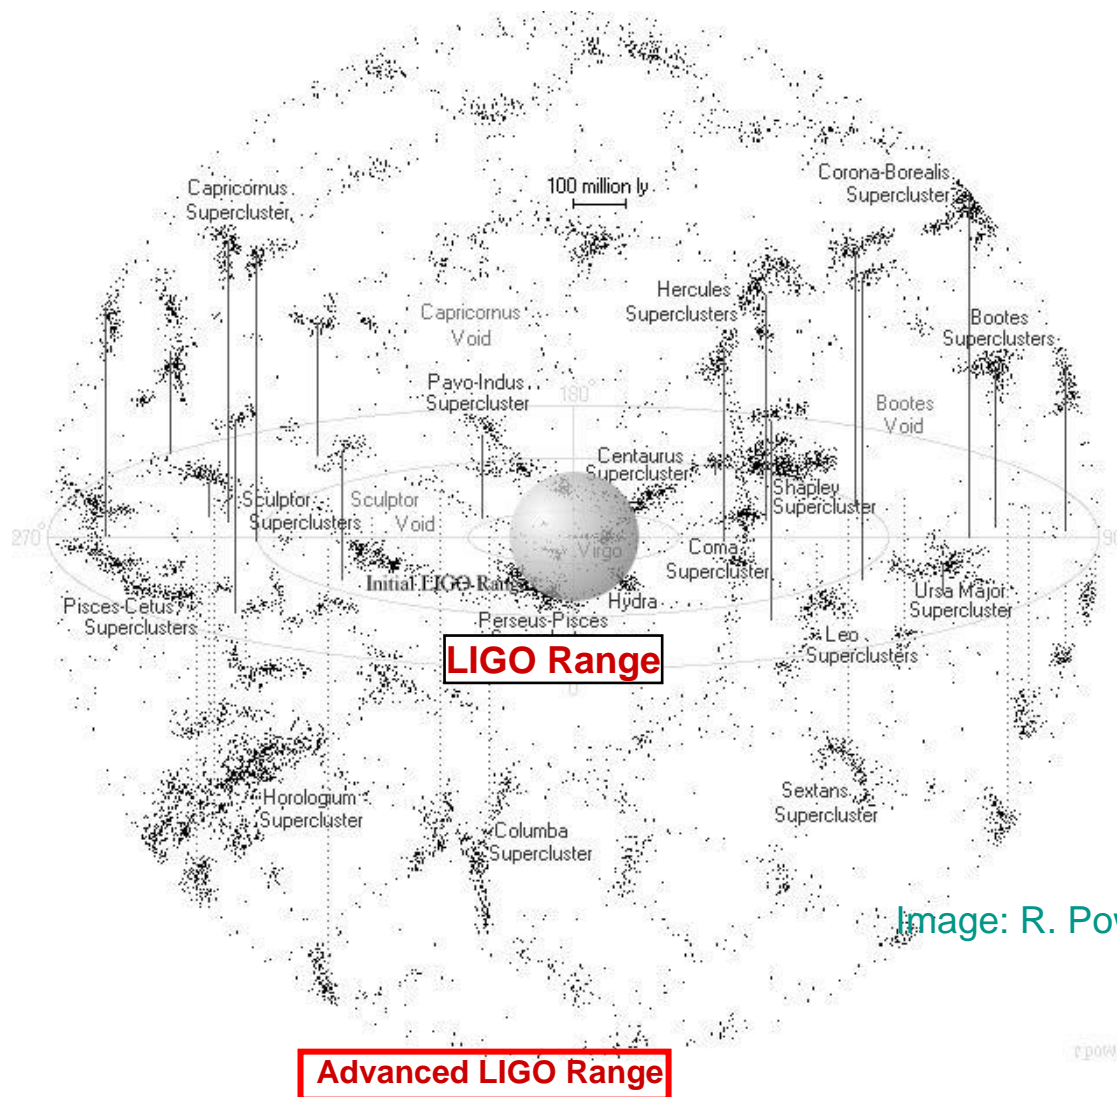 Capricornus
Supercluster
100 million ly
Corona-Borealis
Supercluster
Hercules
Superclusters
Capricornus
Void
Bootes
Superclusters
Pavo-Indus
Supercluster
180°
Bootes
Void
Centaurus
Supercluster
Shapley
Supercluster
Sculptor
Superclusters
Sculptor
Void
270°
Virgo
Coma
Supercluster
90
Initial LIGO Range
Hydra
Ursa Major
Supercluster
Pisces-Cetus
Superclusters
Perseus-Pisces
Leo
Superclusters
LIGO Range
0
Horologium
Supercluster
Sextans
Supercluster
Columba
Supercluster
Image: R. Pow
Advanced LIGO Range